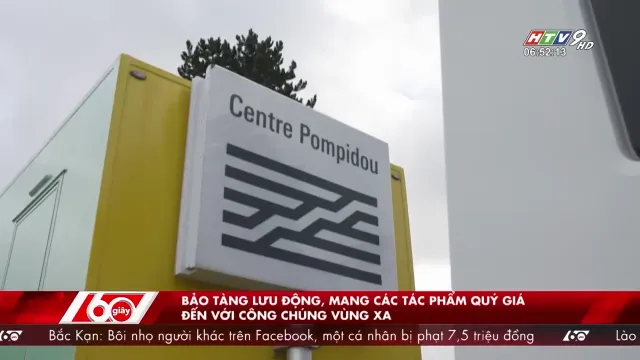 HTV9 HD
06:52:13
Centre Pompidou
60 giây
BẢO TÀNG LƯU ĐỘNG, MANG CÁC TÁC PHẨM QUÝ GIÁ
ĐẾN VỚI CÔNG CHÚNG VÙNG XA
Bắc Kạn: Bôi nhọ người khác trên Facebook, một cá nhân bị phạt 7,5 triệu đồng 60 Lào